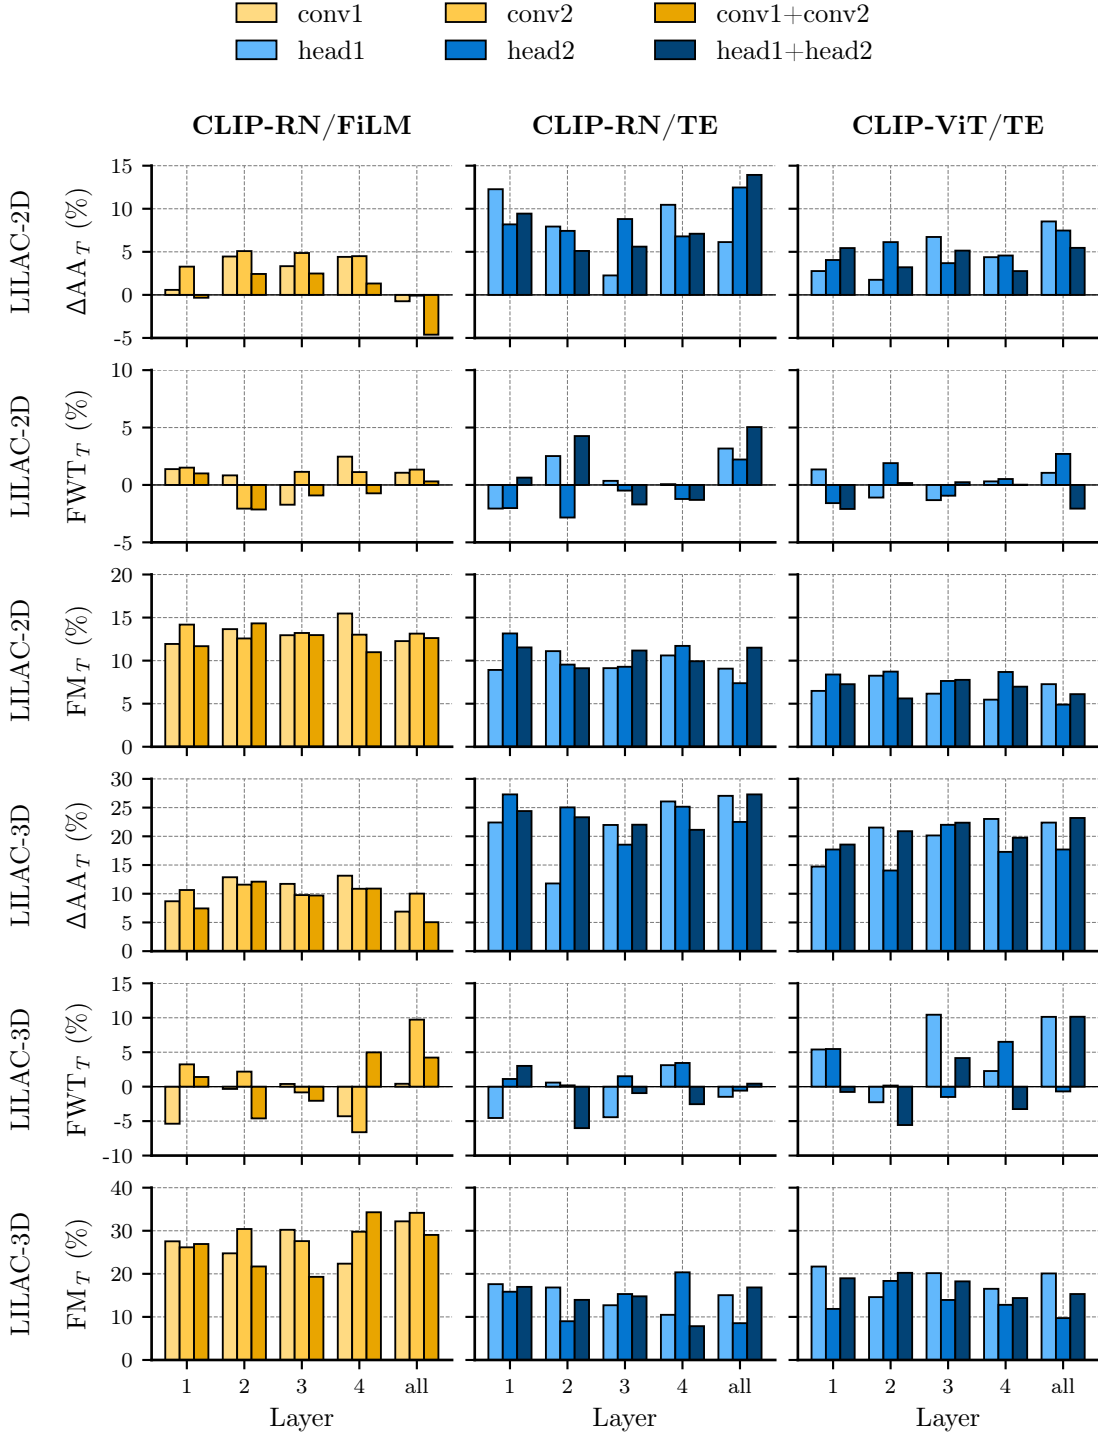 conv1 conv2 conv1+conv2
head1 head2 head1+head2
CLIP-RN/FiLM CLIP-RN/TE CLIP-ViT/TE
LILAC-2D
ΔAA_T (%)
15
10
5
0
-5
LILAC-2D
FWT_T (%)
10
5
0
-5
LILAC-2D
FM_T (%)
20
15
10
5
0
LILAC-3D
ΔAA_T (%)
30
25
20
15
10
5
0
LILAC-3D
FWT_T (%)
15
10
5
0
-5
-10
LILAC-3D
FM_T (%)
40
30
20
10
0
1 2 3 4 all 1 2 3 4 all 1 2 3 4 all
Layer Layer Layer